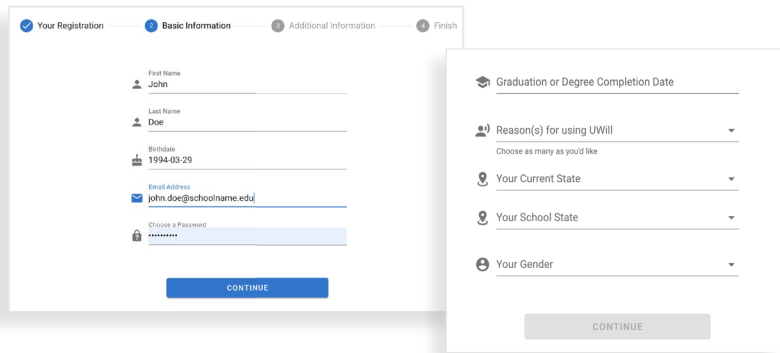 Your Registration 2 Basic Information 3 Additional Information 4 Finish
First Name
John
Last Name
Doe
Birthdate
1994-03-29
Email Address
john.doe@schoolname.edu
Choose a Password
••••••••••
CONTINUE
Graduation or Degree Completion Date
Reason(s) for using UWill
Choose as many as you'd like
Your Current State
Your School State
Your Gender
CONTINUE